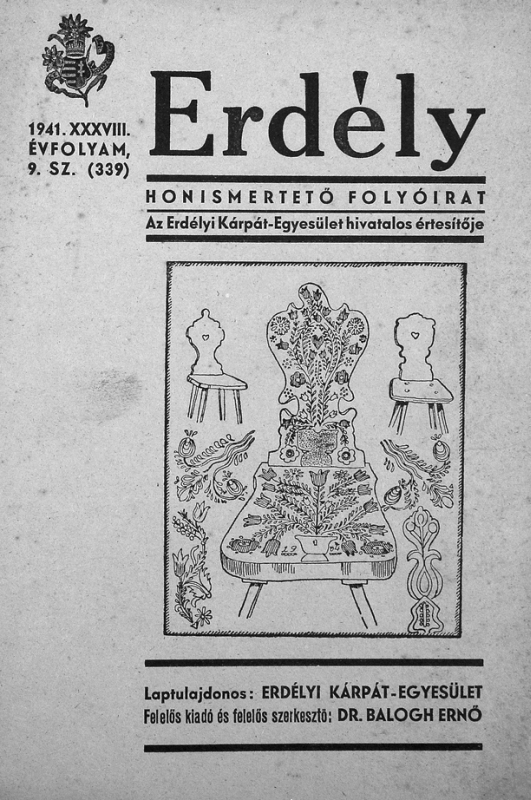 1941. XXXVIII.
ÉVFOLYAM,
9. SZ. (339)
Erdély
HONISMERTETŐ FOLYÓIRAT
Az Erdélyi Kárpát-Egyesület hivatalos értesítője
Laptulajdonos: ERDÉLYI KÁRPÁT-EGYESÜLET
Felelős kiadó és felelős szerkesztő: DR. BALOGH ERNŐ